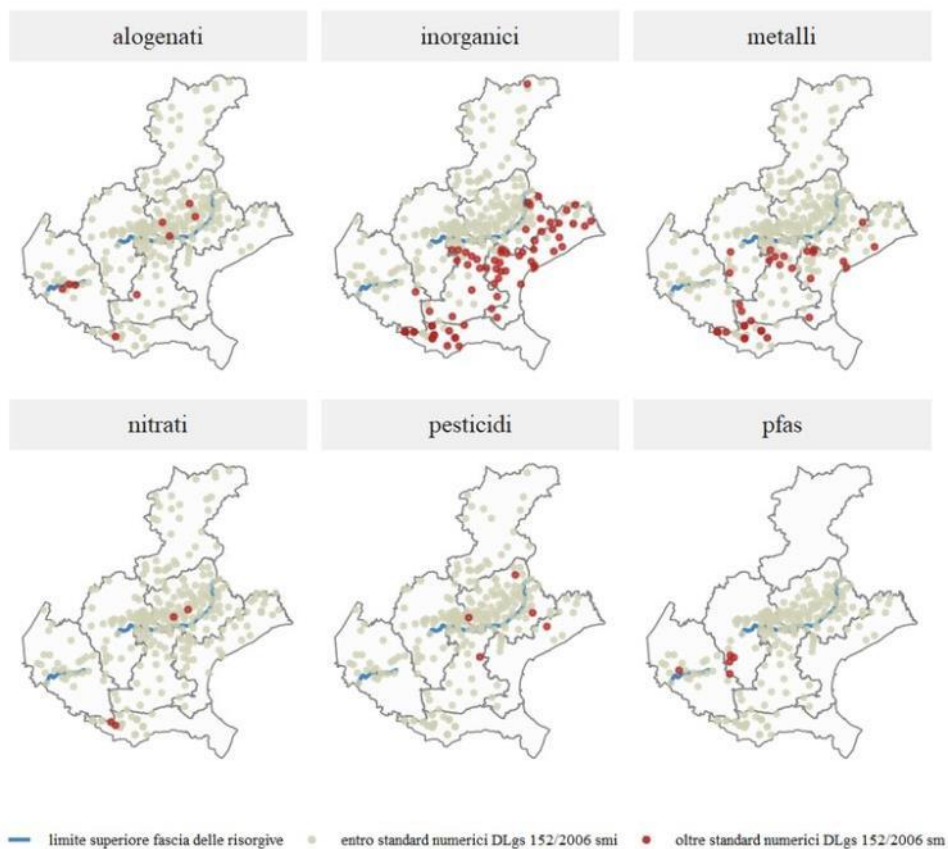 alogenati
inorganici
metalli
nitrati
pesticidi
pfas
limite superiore fascia delle risorgive
entro standard numerici DLgs 152/2006 smi
oltre standard numerici DLgs 152/2006 sm